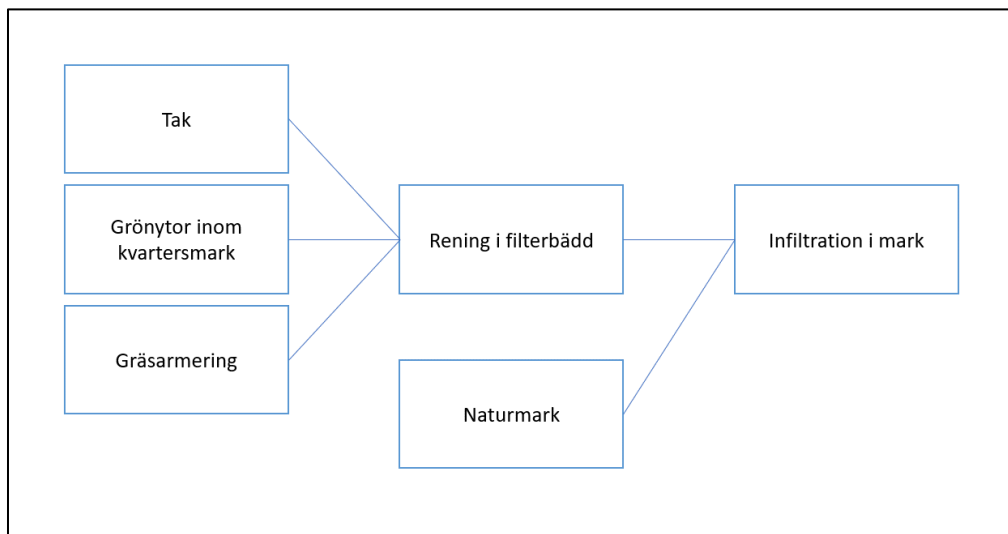 Tak
Grönytor inom
kvartersmark
Gräsarmering
Rening i filterbädd
Naturmark
Infiltration i mark